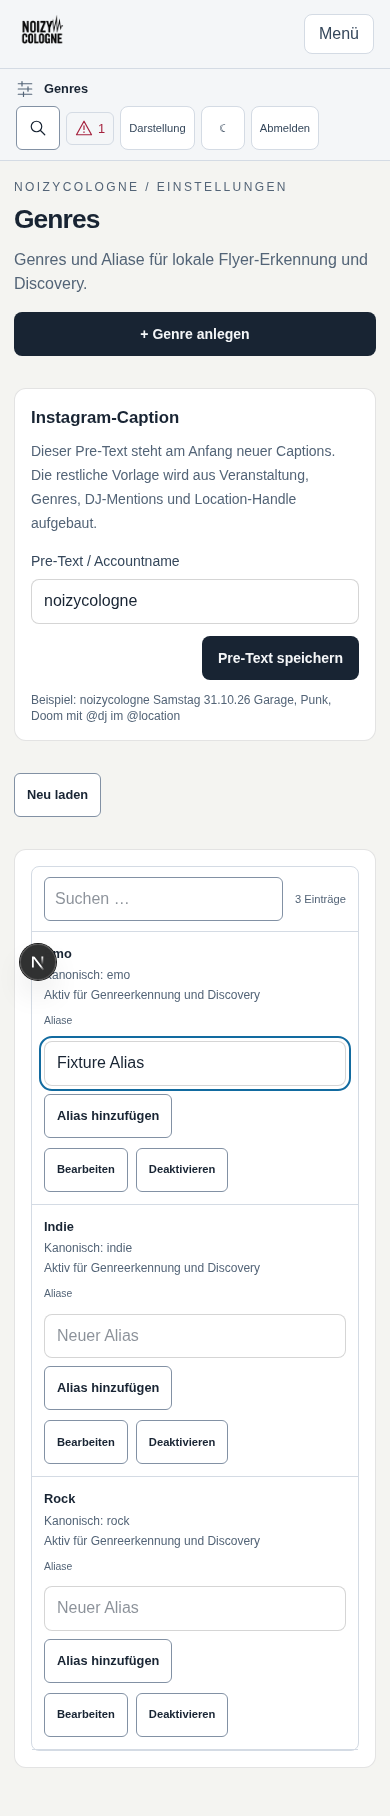 NOIZY
COLOGNE
Menü
Genres
1
Darstellung
Abmelden
NOIZYCOLOGNE / EINSTELLUNGEN
Genres
Genres und Aliase für lokale Flyer-Erkennung und
Discovery.
+ Genre anlegen
Instagram-Caption
Dieser Pre-Text steht am Anfang neuer Captions.
Die restliche Vorlage wird aus Veranstaltung,
Genres, DJ-Mentions und Location-Handle
aufgebaut.
Pre-Text / Accountname
noizycologne
Pre-Text speichern
Beispiel: noizycologne Samstag 31.10.26 Garage, Punk,
Doom mit @dj im @location
Neu laden
Suchen …
3 Einträge
N
emo
Aktiv für Genreerkennung und Discovery
Aliase
Fixture Alias
Alias hinzufügen
Bearbeiten
Deaktivieren
Indie
Kanonisch: indie
Aktiv für Genreerkennung und Discovery
Aliase
Neuer Alias
Alias hinzufügen
Bearbeiten
Deaktivieren
Rock
Kanonisch: rock
Aktiv für Genreerkennung und Discovery
Aliase
Neuer Alias
Alias hinzufügen
Bearbeiten
Deaktivieren